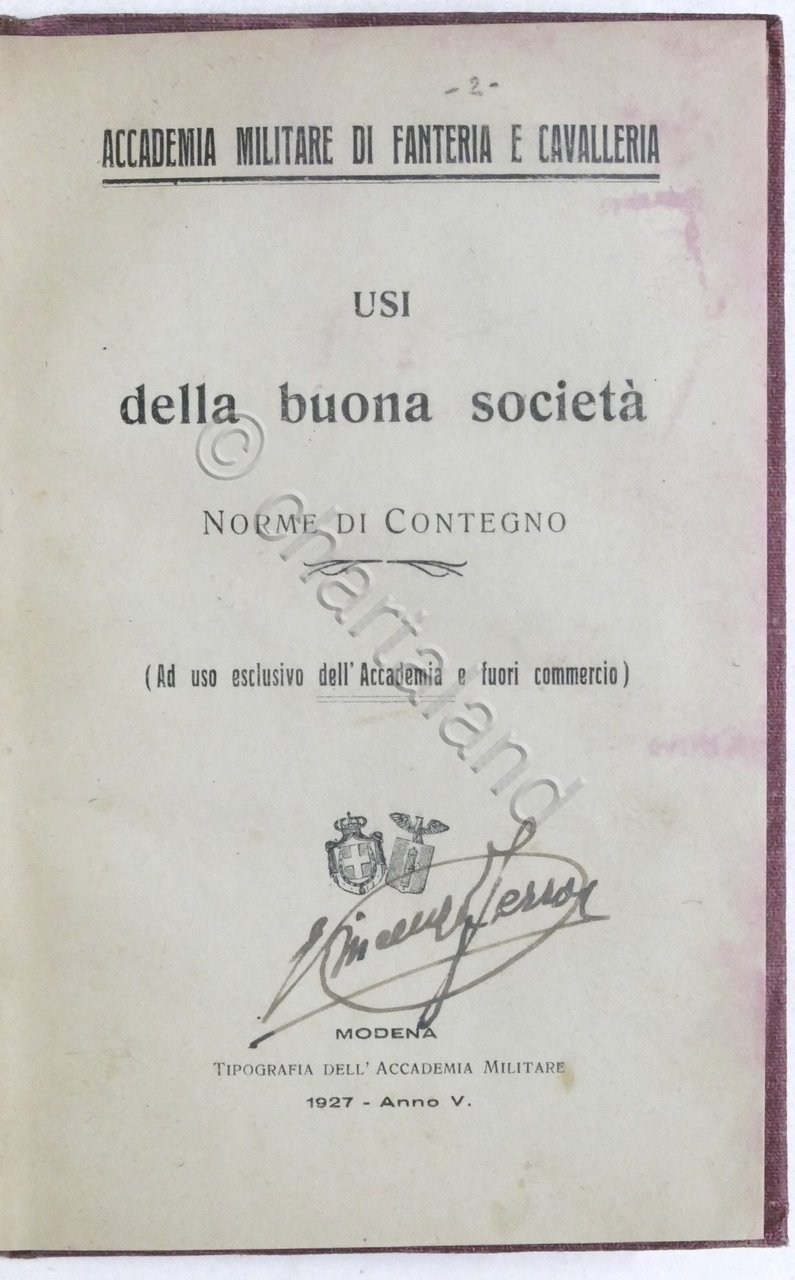 - 2 -
ACCADEMIA MILITARE DI FANTERIA E CAVALLERIA
USI
della buona società
NORME DI CONTEGNO
(Ad uso esclusivo dell'Accademia e fuori commercio)
© chartaland
MODENA
TIPOGRAFIA DELL' ACCADEMIA MILITARE
1927 - Anno V.